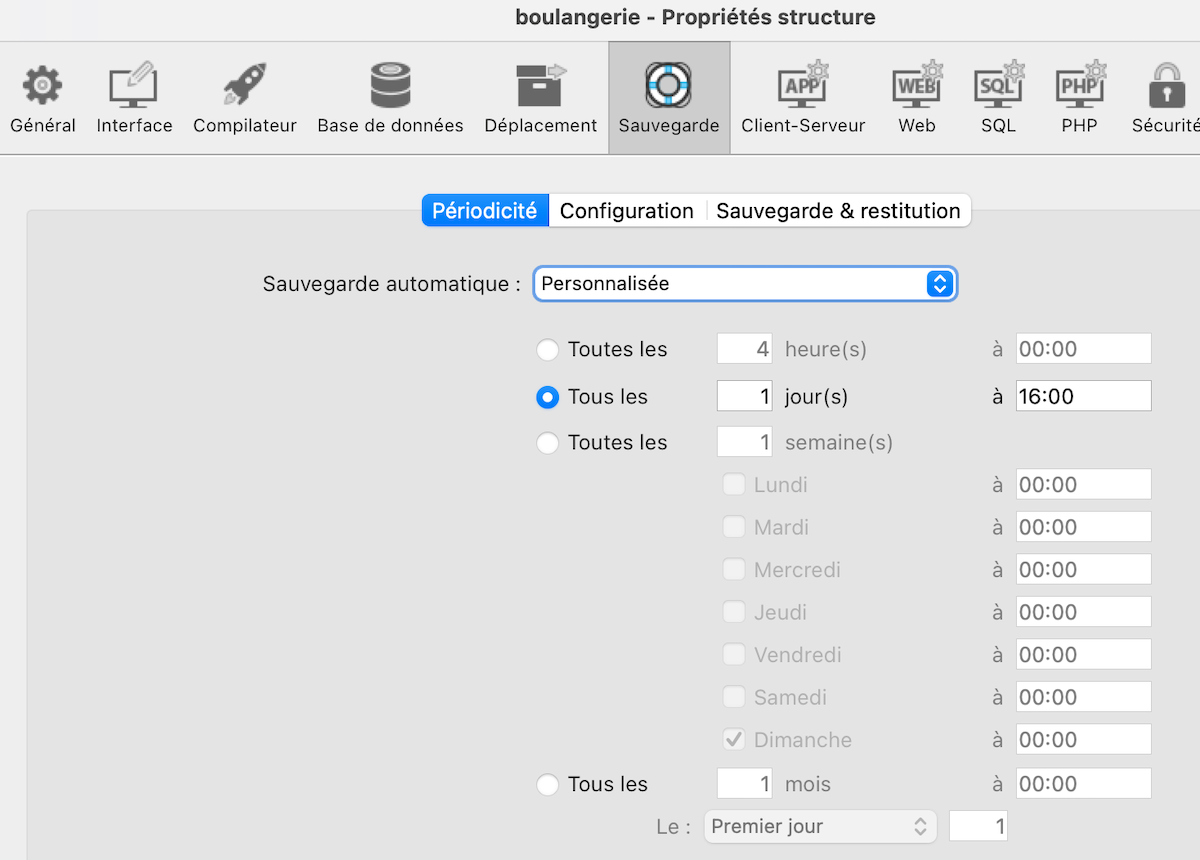 boulangerie - Propriétés structure
APP WEB SQL PHP
Général Interface Compilateur Base de données Déplacement Sauvegarde Client-Serveur Web SQL PHP Sécurité
Périodicité Configuration Sauvegarde & restitution
Sauvegarde automatique : Personnalisée
Toutes les 4 heure(s) à 00:00
Tous les 1 jour(s) à 16:00
Toutes les 1 semaine(s)
Lundi à 00:00
Mardi à 00:00
Mercredi à 00:00
Jeudi à 00:00
Vendredi à 00:00
Samedi à 00:00
Dimanche à 00:00
Tous les 1 mois à 00:00
Le : Premier jour 1